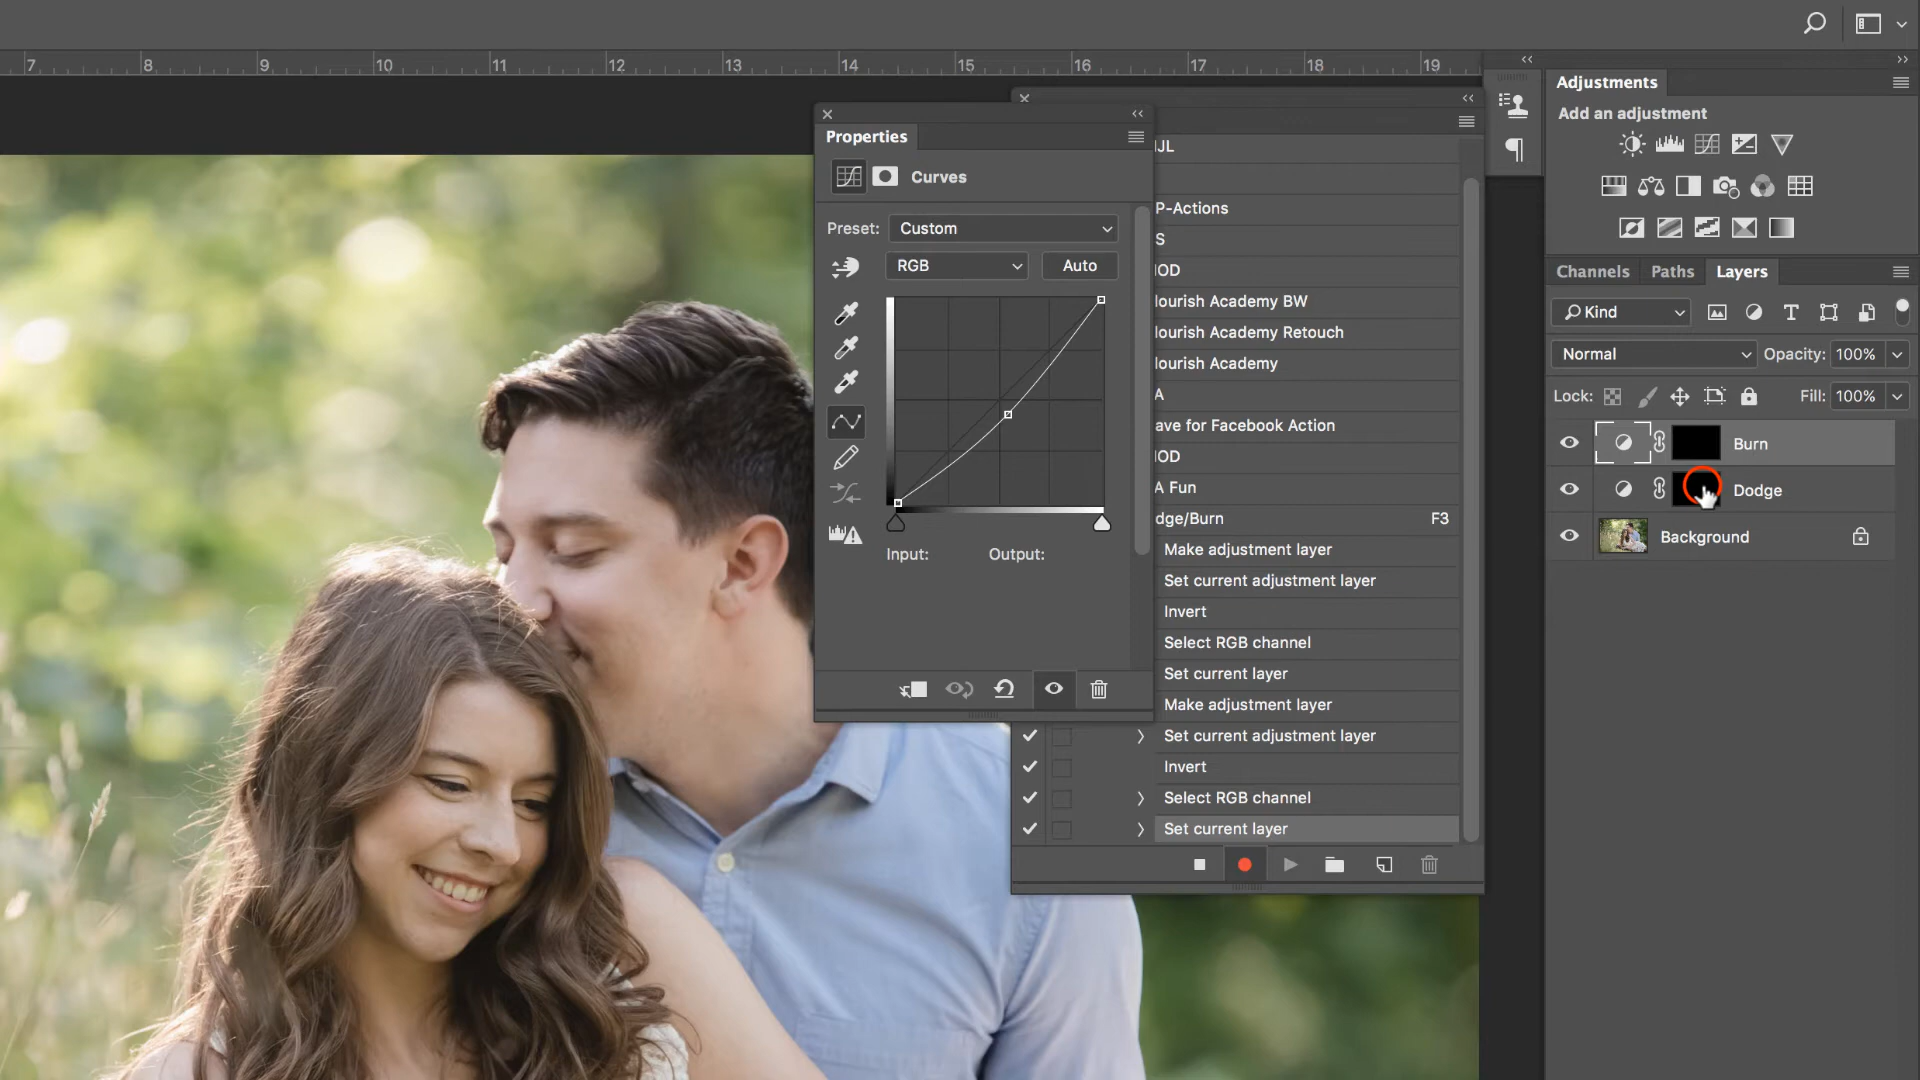 7 8 9 10 11 12 13 14 15 16 17 18 19
Properties
Curves
Preset: Custom
RGB Auto
Input: Output:
JL
P-Actions
S
OD
lourish Academy BW
lourish Academy Retouch
lourish Academy
A
ave for Facebook Action
OD
A Fun
dge/Burn F3
Make adjustment layer
Set current adjustment layer
Invert
Select RGB channel
Set current layer
Make adjustment layer
Set current adjustment layer
Invert
Select RGB channel
Set current layer
Adjustments
Add an adjustment
Channels Paths Layers
Kind
Normal Opacity: 100%
Lock: Fill: 100%
Burn
Dodge
Background